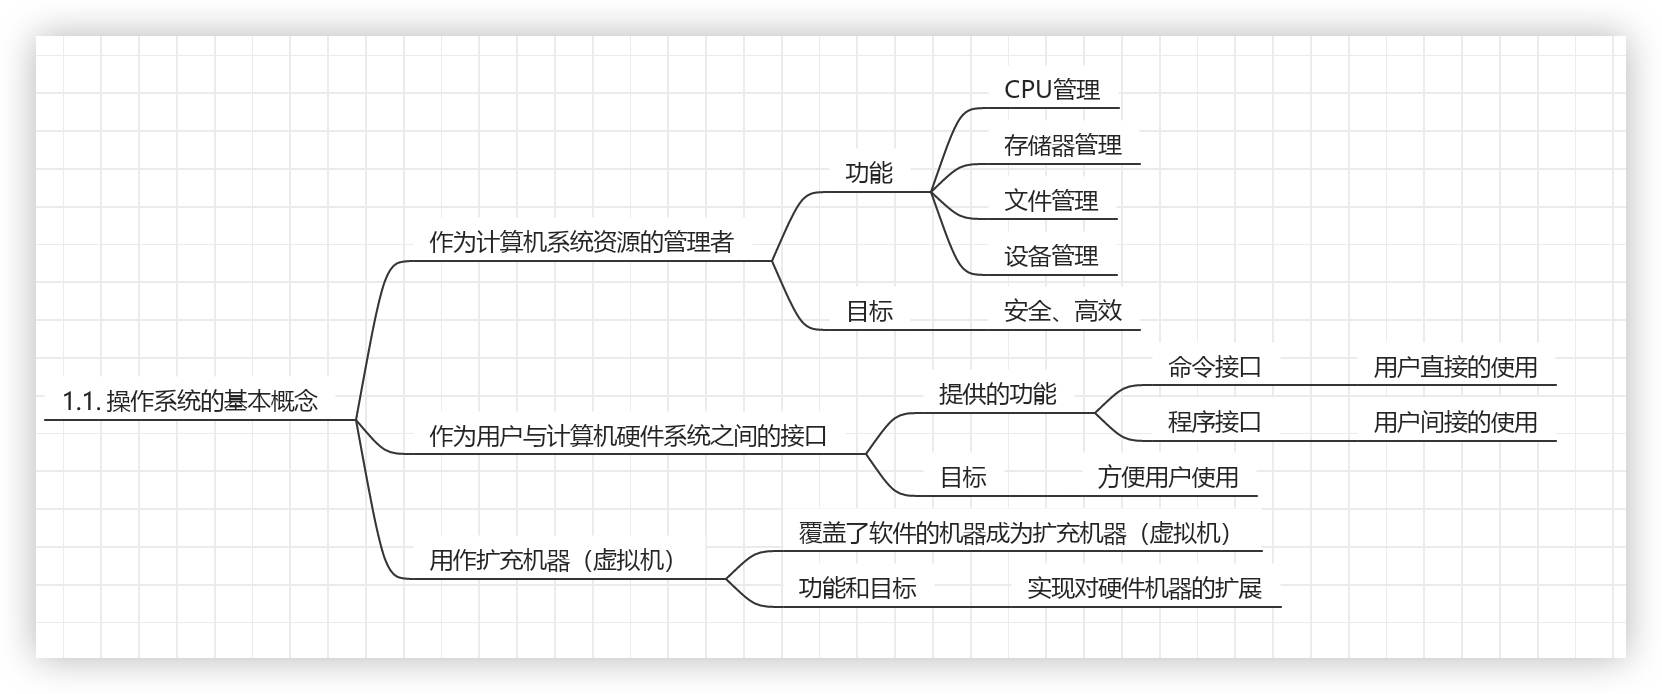 1.1. 操作系统的基本概念
作为计算机系统资源的管理者
功能
CPU管理
存储器管理
文件管理
设备管理
目标
安全、高效
作为用户与计算机硬件系统之间的接口
提供的功能
命令接口
用户直接的使用
程序接口
用户间接的使用
目标
方便用户使用
用作扩充机器（虚拟机）
覆盖了软件的机器成为扩充机器（虚拟机）
功能和目标
实现对硬件机器的扩展